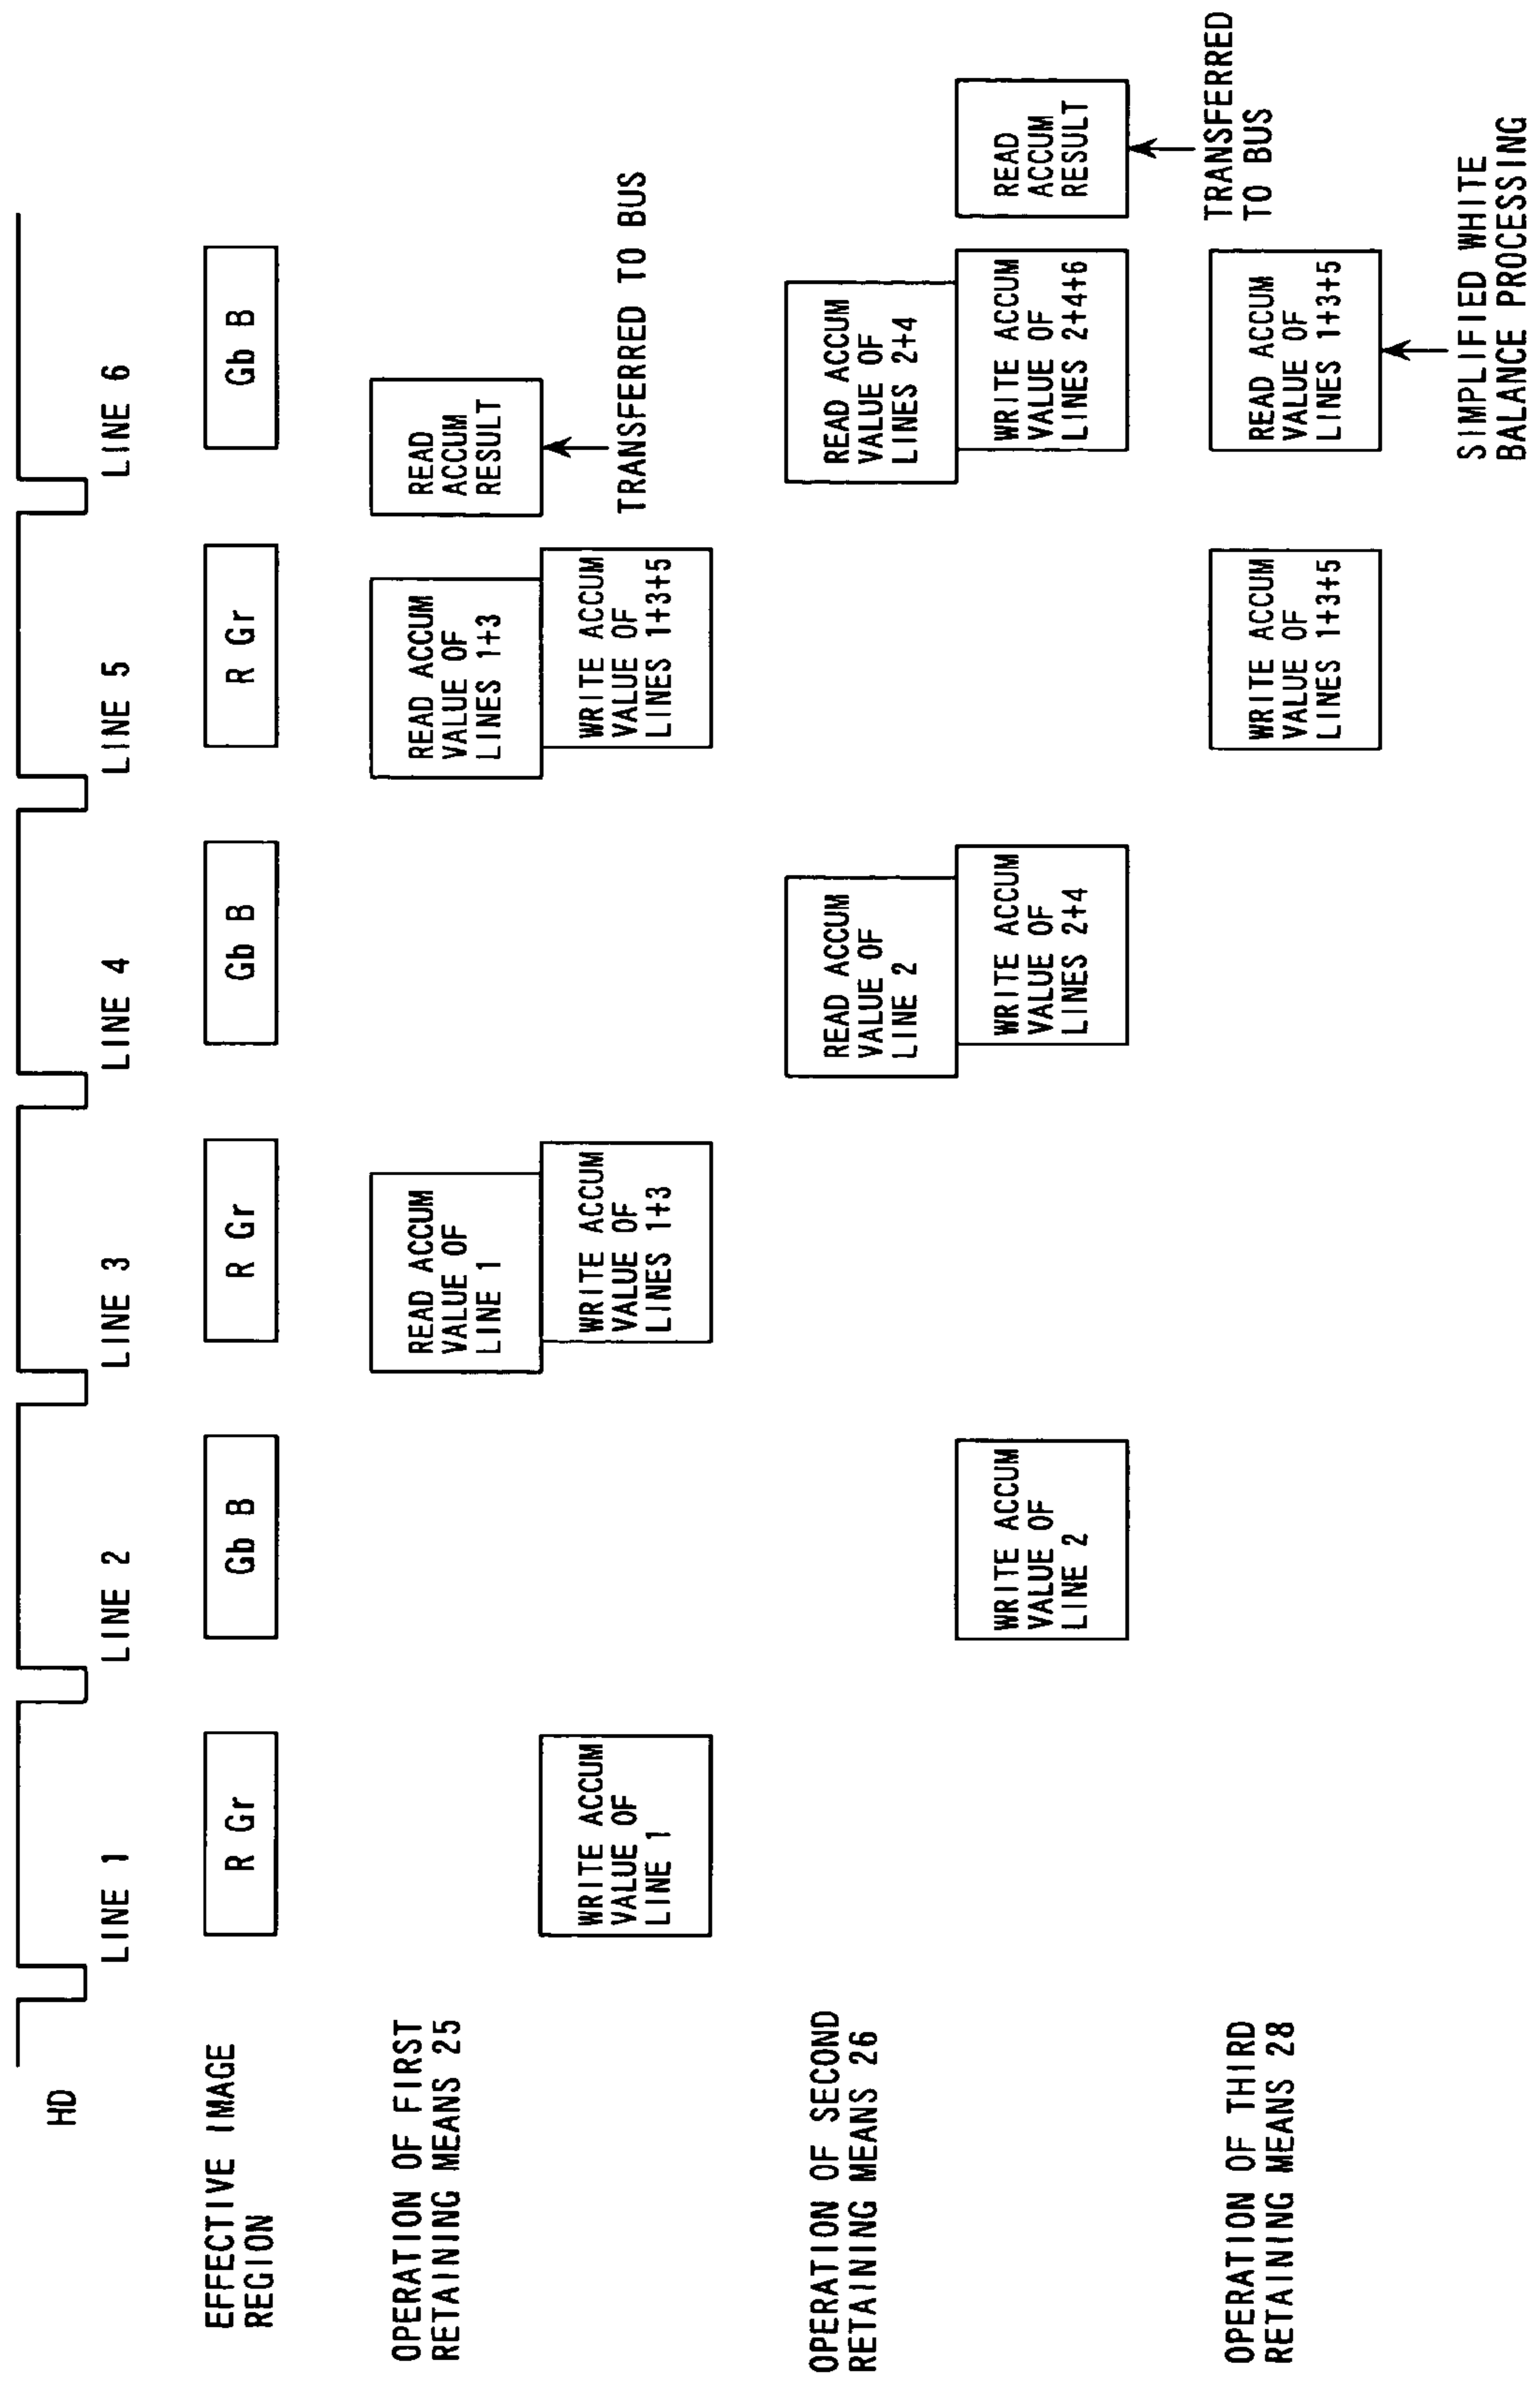 HD
LINE 1
LINE 2
LINE 3
LINE 4
LINE 5
LINE 6
EFFECTIVE IMAGE
REGION
R Gr
Gb B
R Gr
Gb B
R Gr
Gb B
OPERATION OF FIRST
RETAINING MEANS 25
WRITE ACCUM
VALUE OF
LINE 1
READ ACCUM
VALUE OF
LINE 1
WRITE ACCUM
VALUE OF
LINES 1+3
READ ACCUM
VALUE OF
LINES 1+3
WRITE ACCUM
VALUE OF
LINES 1+3+5
READ
ACCUM
RESULT
TRANSFERRED TO BUS
OPERATION OF SECOND
RETAINING MEANS 26
WRITE ACCUM
VALUE OF
LINE 2
READ ACCUM
VALUE OF
LINE 2
WRITE ACCUM
VALUE OF
LINES 2+4
READ ACCUM
VALUE OF
LINES 2+4
WRITE ACCUM
VALUE OF
LINES 2+4+6
READ
ACCUM
RESULT
TRANSFERRED
TO BUS
OPERATION OF THIRD
RETAINING MEANS 28
WRITE ACCUM
VALUE OF
LINES 1+3+5
READ ACCUM
VALUE OF
LINES 1+3+5
SIMPLIFIED WHITE
BALANCE PROCESSING